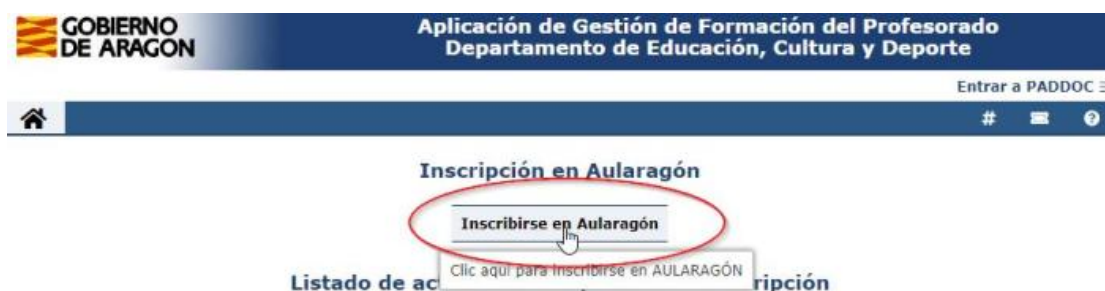 GOBIERNO
DE ARAGON
Aplicación de Gestión de Formación del Profesorado
Departamento de Educación, Cultura y Deporte
Entrar a PADDOC
#
Inscripción en Aularagón
Inscribirse en Aularagón
Clic aquí para inscribirse en AULARAGÓN
Listado de ac ripción